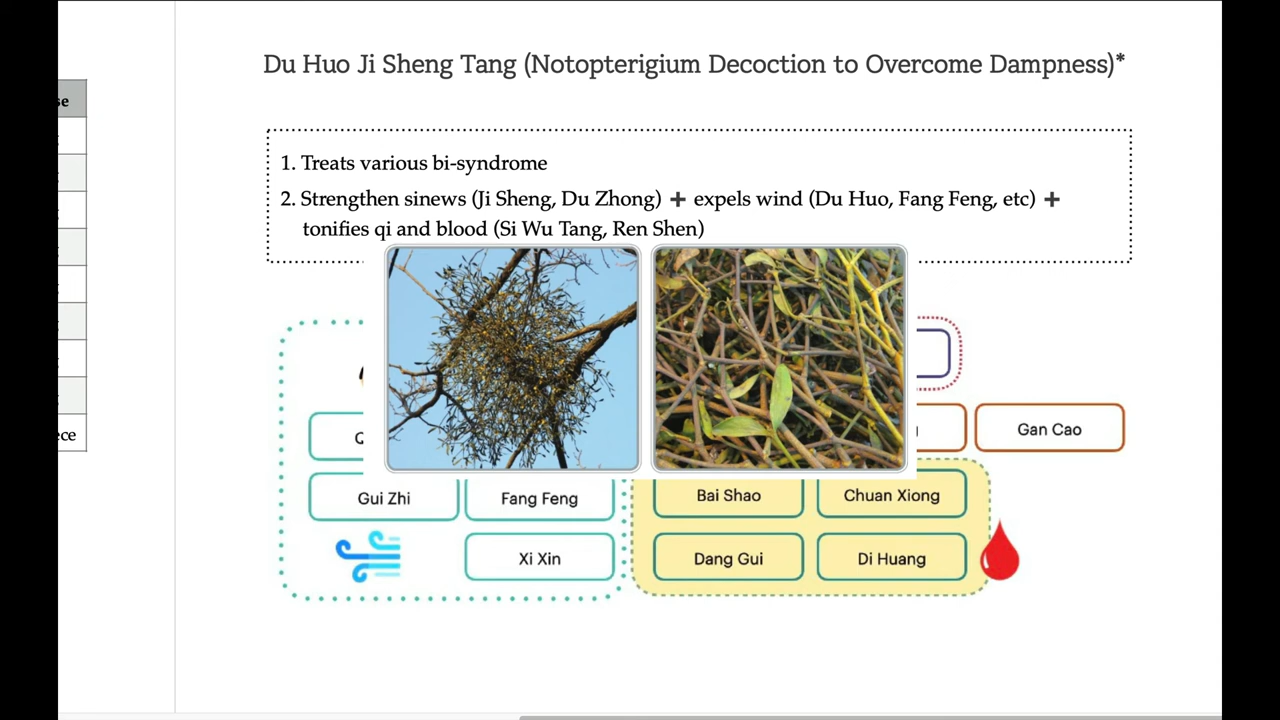 Du Huo Ji Sheng Tang (Notopterigium Decoction to Overcome Dampness)*
1. Treats various bi-syndrome
2. Strengthen sinews (Ji Sheng, Du Zhong) ➕ expels wind (Du Huo, Fang Feng, etc) ➕
tonifies qi and blood (Si Wu Tang, Ren Shen)
Gan Cao
Gui Zhi
Fang Feng
Bai Shao
Chuan Xiong
Xi Xin
Dang Gui
Di Huang